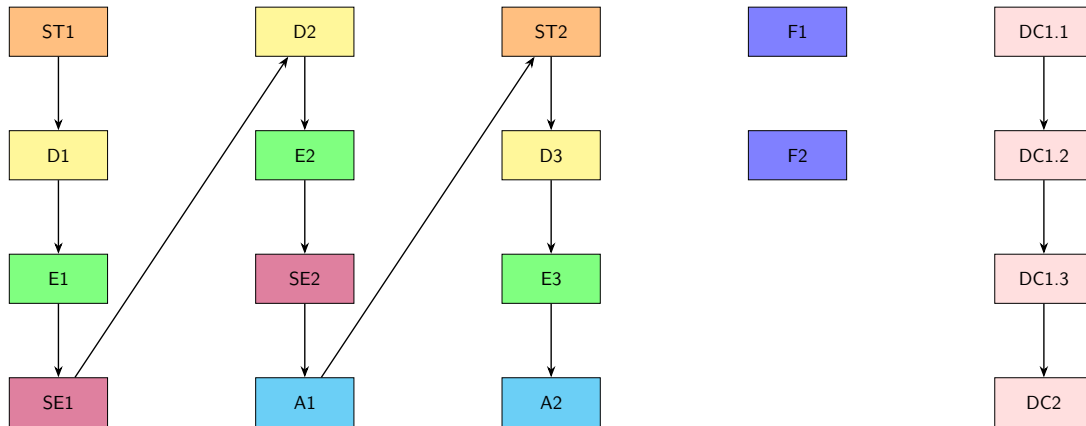 ST1
D2
ST2
F1
DC1.1
D1
E2
D3
F2
DC1.2
E1
SE2
E3
DC1.3
SE1
A1
A2
DC2